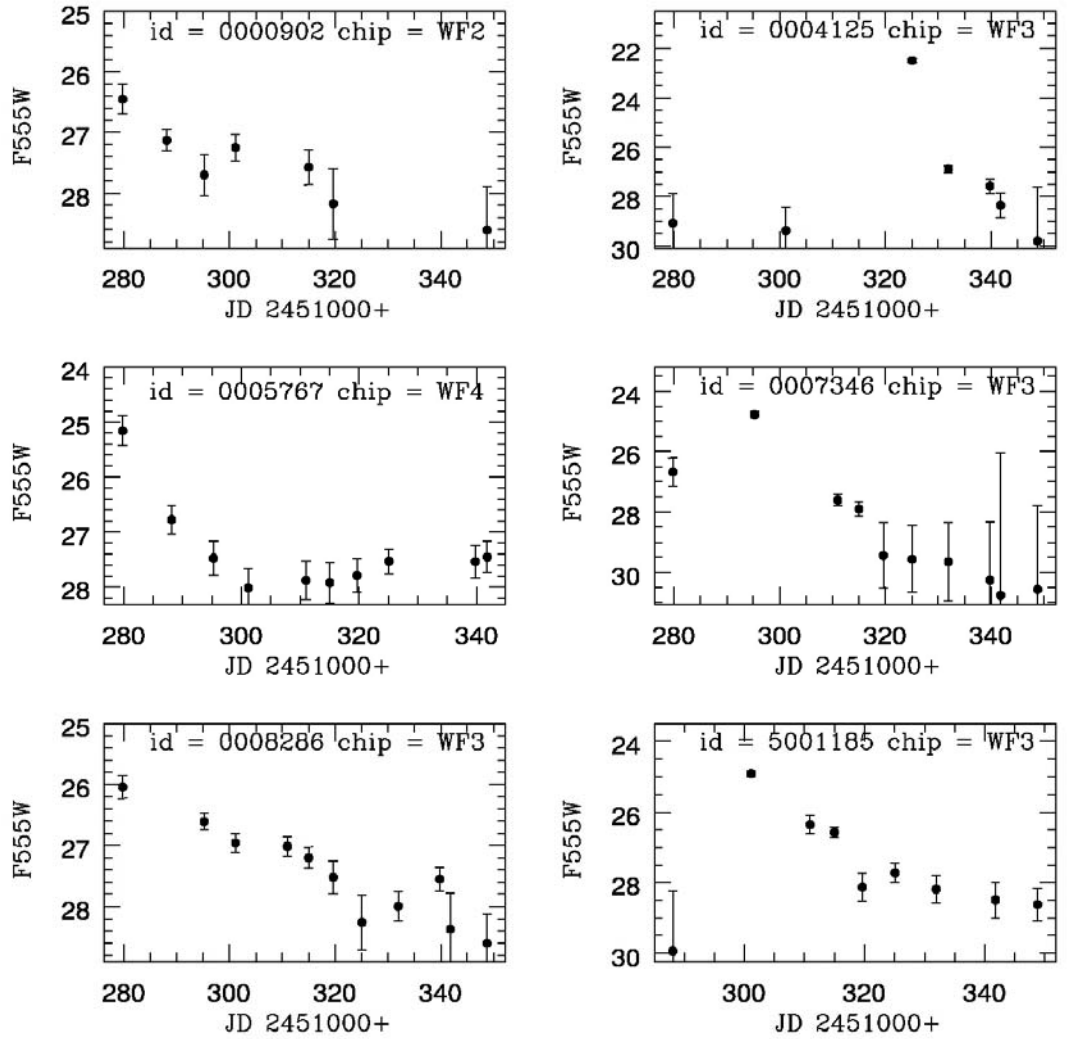 id = 0000902 chip = WF2
25
26
27
28
F555W
280 300 320 340
JD 2451000+
id = 0004125 chip = WF3
22
24
26
28
30
F555W
280 300 320 340
JD 2451000+
id = 0005767 chip = WF4
24
25
26
27
28
F555W
280 300 320 340
JD 2451000+
id = 0007346 chip = WF3
24
26
28
30
F555W
280 300 320 340
JD 2451000+
id = 0008286 chip = WF3
25
26
27
28
F555W
280 300 320 340
JD 2451000+
id = 5001185 chip = WF3
24
26
28
30
F555W
300 320 340
JD 2451000+